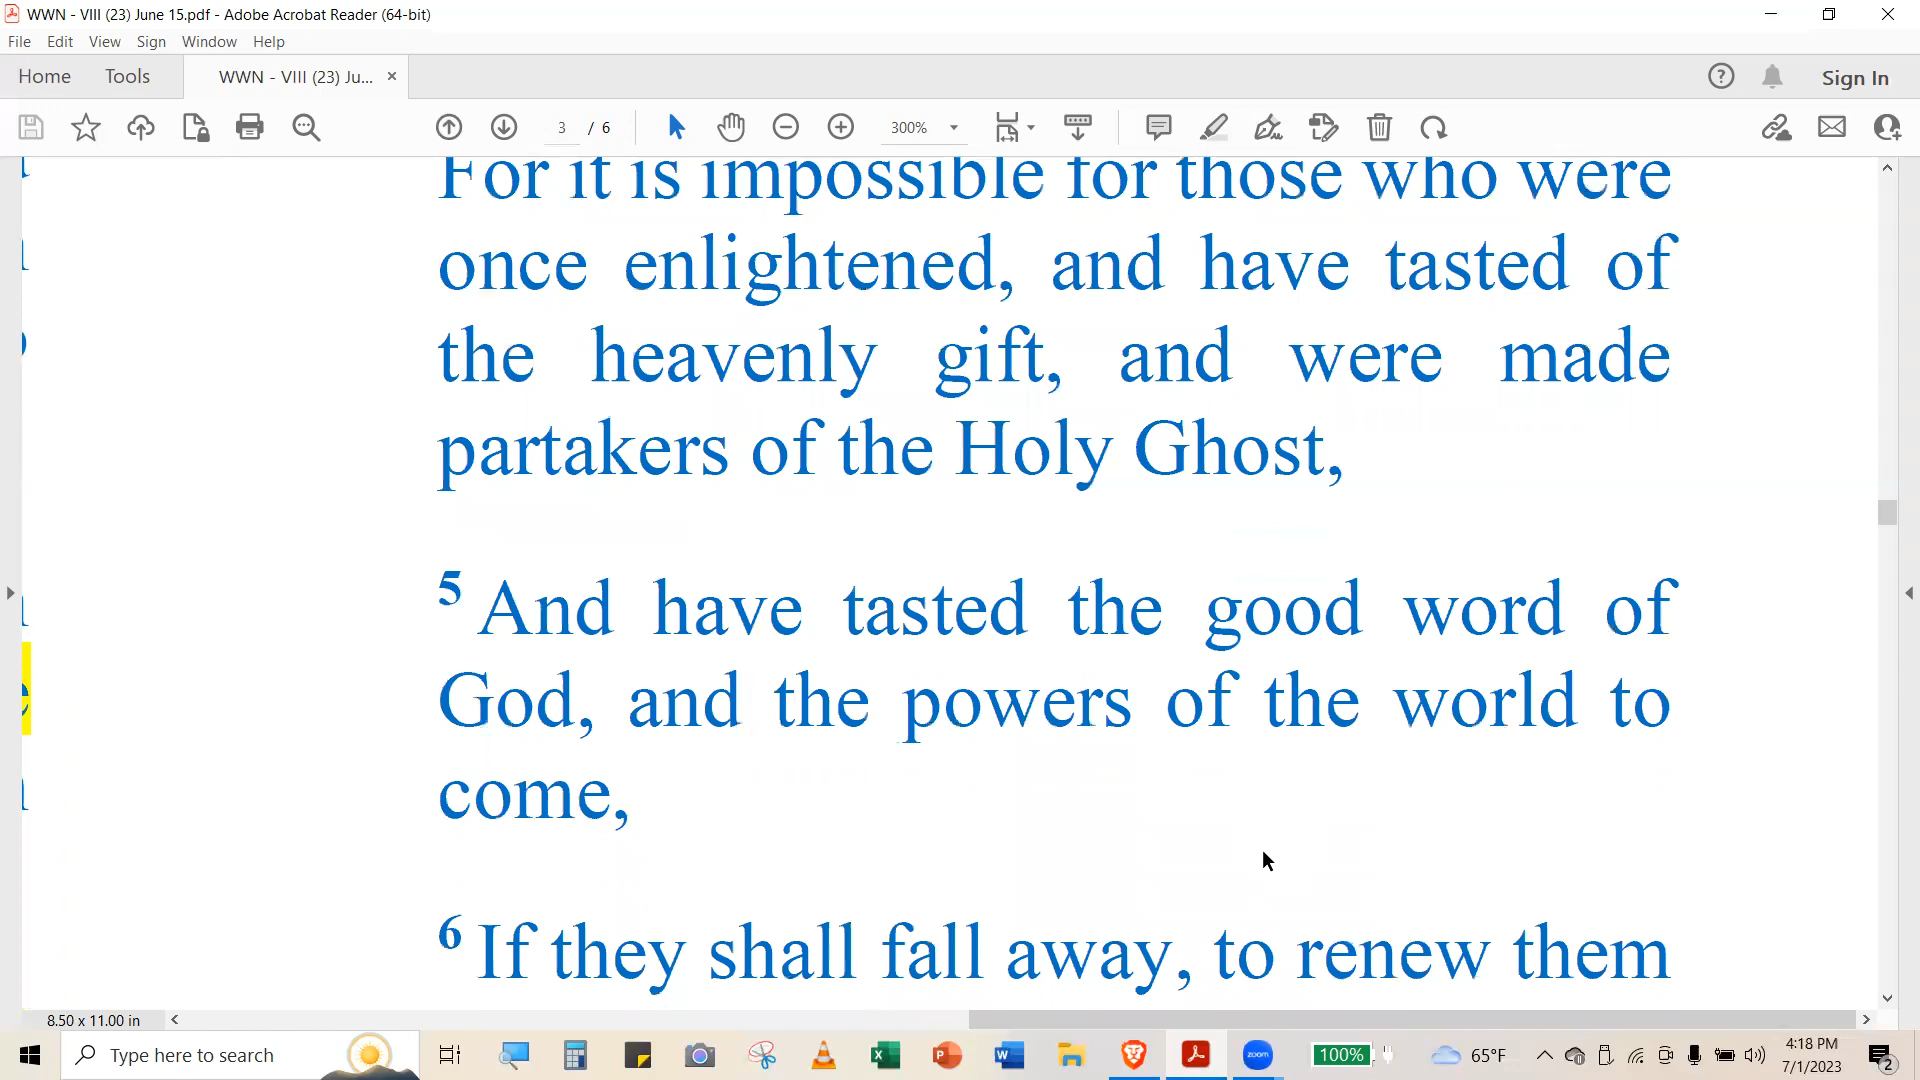 WWN - VIII (23) June 15.pdf - Adobe Acrobat Reader (64-bit)
File Edit View Sign Window Help
Home Tools WWN - VIII (23) Ju... × Sign In
3 / 6 300%
For it is impossible for those who were
once enlightened, and have tasted of
the heavenly gift, and were made
partakers of the Holy Ghost,
5 And have tasted the good word of
God, and the powers of the world to
come,
6 If they shall fall away, to renew them
8.50 x 11.00 in
Type here to search
zoom
100%
65°F
4:18 PM
7/1/2023
2